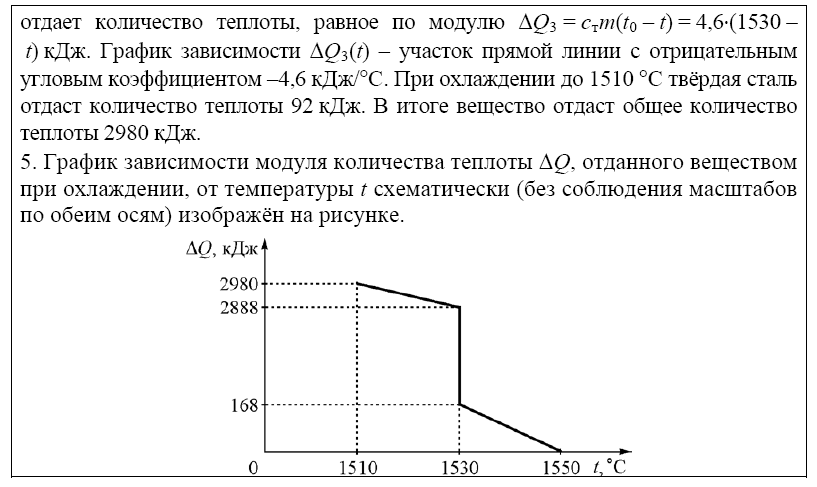 отдает количество теплоты, равное по модулю ΔQ₃ = cₜm(t₀ – t) = 4,6·(1530 –
t) кДж. График зависимости ΔQ₃(t) – участок прямой линии с отрицательным
угловым коэффициентом –4,6 кДж/°С. При охлаждении до 1510 °С твёрдая сталь
отдаст количество теплоты 92 кДж. В итоге вещество отдаст общее количество
теплоты 2980 кДж.
5. График зависимости модуля количества теплоты ΔQ, отданного веществом
при охлаждении, от температуры t схематически (без соблюдения масштабов
по обеим осям) изображён на рисунке.
ΔQ, кДж
2980
2888
168
0 1510 1530 1550 t,°С